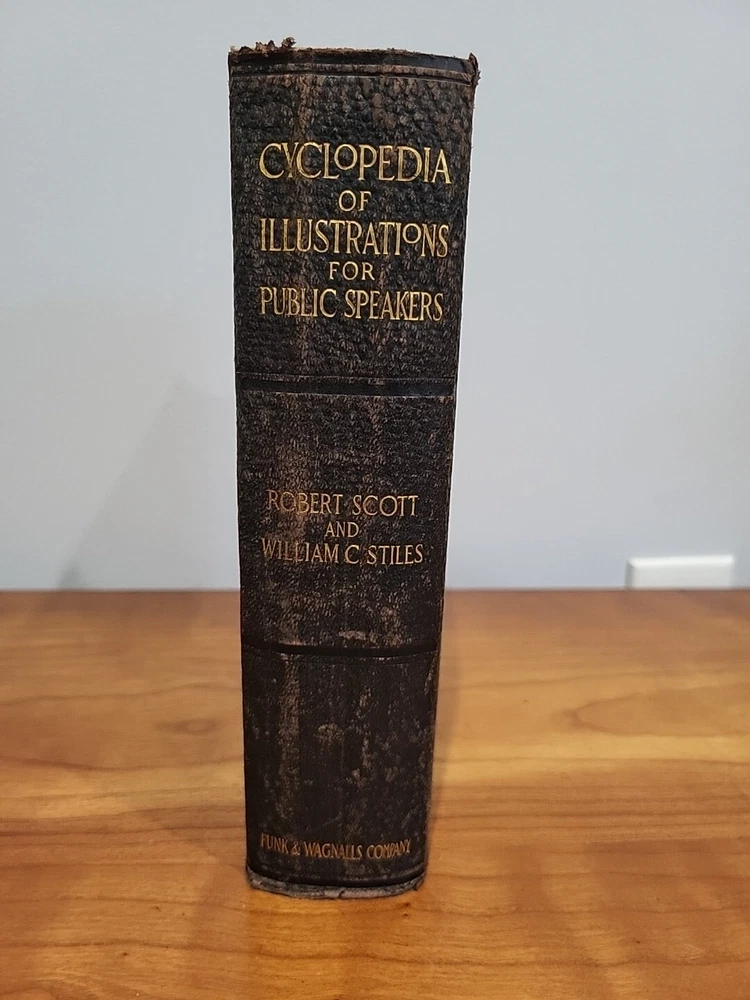 CYCLOPEDIA
OF
ILLUSTRATIONS
FOR
PUBLIC SPEAKERS
ROBERT SCOTT
AND
WILLIAM C. STILES
FUNK & WAGNALLS COMPANY